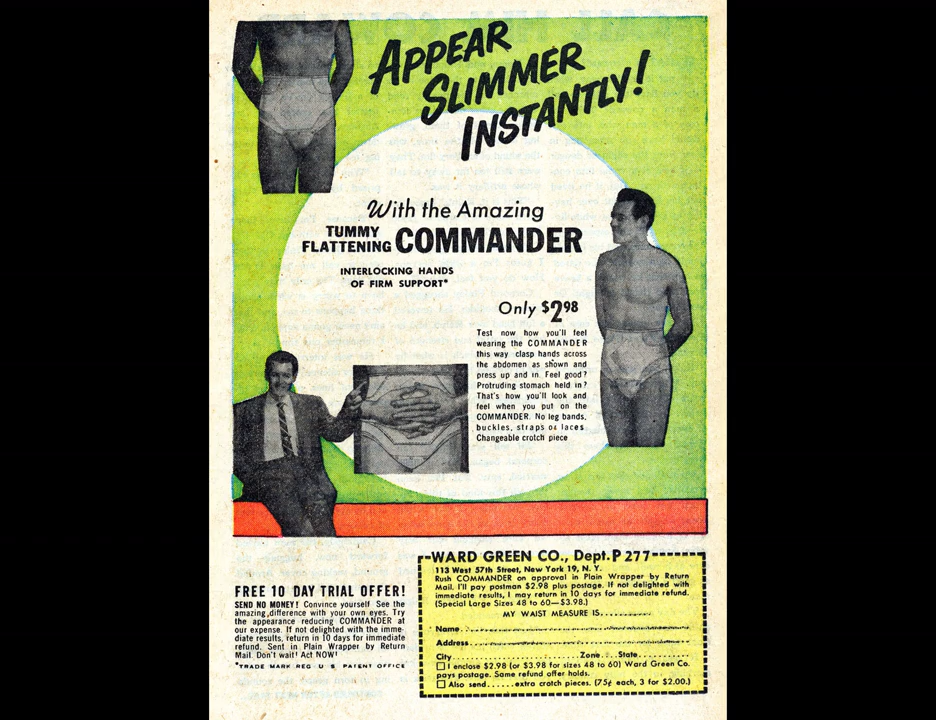 APPEAR
SLIMMER
INSTANTLY!
With the Amazing
TUMMY
FLATTENING COMMANDER
INTERLOCKING HANDS
OF FIRM SUPPORT*
Only $2.98
Test now how you'll feel
wearing the COMMANDER
this way clasp hands across
the abdomen as shown and
press up and in. Feel good?
Protruding stomach held in?
That's how you'll look and
feel when you put on the
COMMANDER. No leg bands,
buckles, straps or laces
Changeable crotch piece
FREE 10 DAY TRIAL OFFER!
SEND NO MONEY! Convince yourself See the
amazing difference with your own eyes. Try
the appearance reducing COMMANDER at
our expense. If not delighted with the imme-
diate results, return in 10 days for immediate
refund. Sent in Plain Wrapper by Return
Mail. Don't wait! Act NOW!
*TRADE MARK REG U S PATENT OFFICE
WARD GREEN CO., Dept. P 277
113 West 57th Street, New York 19, N. Y.
Rush COMMANDER on approval in Plain Wrapper by Return
Mail. I'll pay postman $2.98 plus postage. If not delighted with
immediate results, I may return in 10 days for immediate refund.
(Special Large Sizes 48 to 60—$3.98.)
MY WAIST MEASURE IS
Name
Address
City Zone State
I enclose $2.98 (or $3.98 for sizes 48 to 60) Ward Green Co.
pays postage. Same refund offer holds.
Also send extra crotch pieces. (75¢ each, 3 for $2.00.)